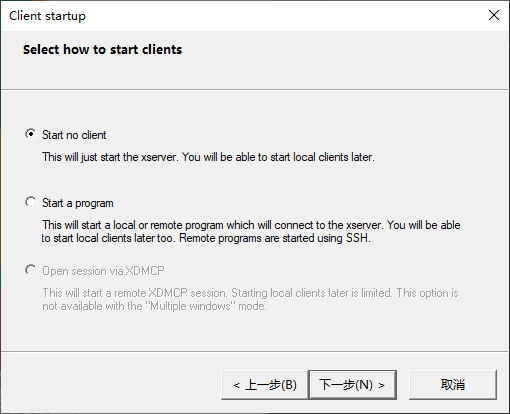 Client startup
Select how to start clients
Start no client
This will just start the xserver. You will be able to start local clients later.
Start a program
This will start a local or remote program which will connect to the xserver. You will be able
to start local clients later too. Remote programs are started using SSH.
Open session via XDMCP
This will start a remote XDMCP session. Starting local clients later is limited. This option is
not available with the "Multiple windows" mode.
< 上一步(B) 下一步(N) > 取消